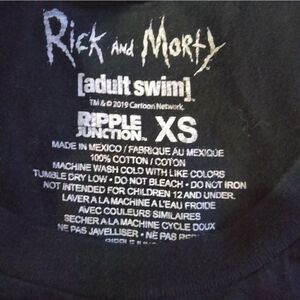 Rick and Morty
[adult swim]
TM & © 2019 Cartoon Network.
RIPPLE JUNCTION™ XS
MADE IN MEXICO / FABRIQUE AU MEXIQUE
100% COTTON / COTON
MACHINE WASH COLD WITH LIKE COLORS
TUMBLE DRY LOW • DO NOT BLEACH • DO NOT IRON
NOT INTENDED FOR CHILDREN 12 AND UNDER.
LAVER A LA MACHINE A L'EAU FROIDE
AVEC COULEURS SIMILAIRES
SECHER A LA MACHINE CYCLE DOUX
NE PAS JAVELLISER • NE PAS
RIPPLE